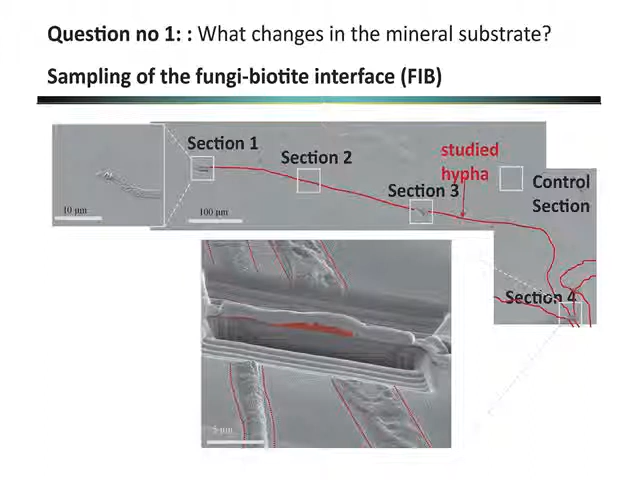 Question no 1: : What changes in the mineral substrate?
Sampling of the fungi-biotite interface (FIB)
Section 1
Section 2
Section 3
studied
hypha
Control
Section
10 µm
100 µm
Section 4
5 µm